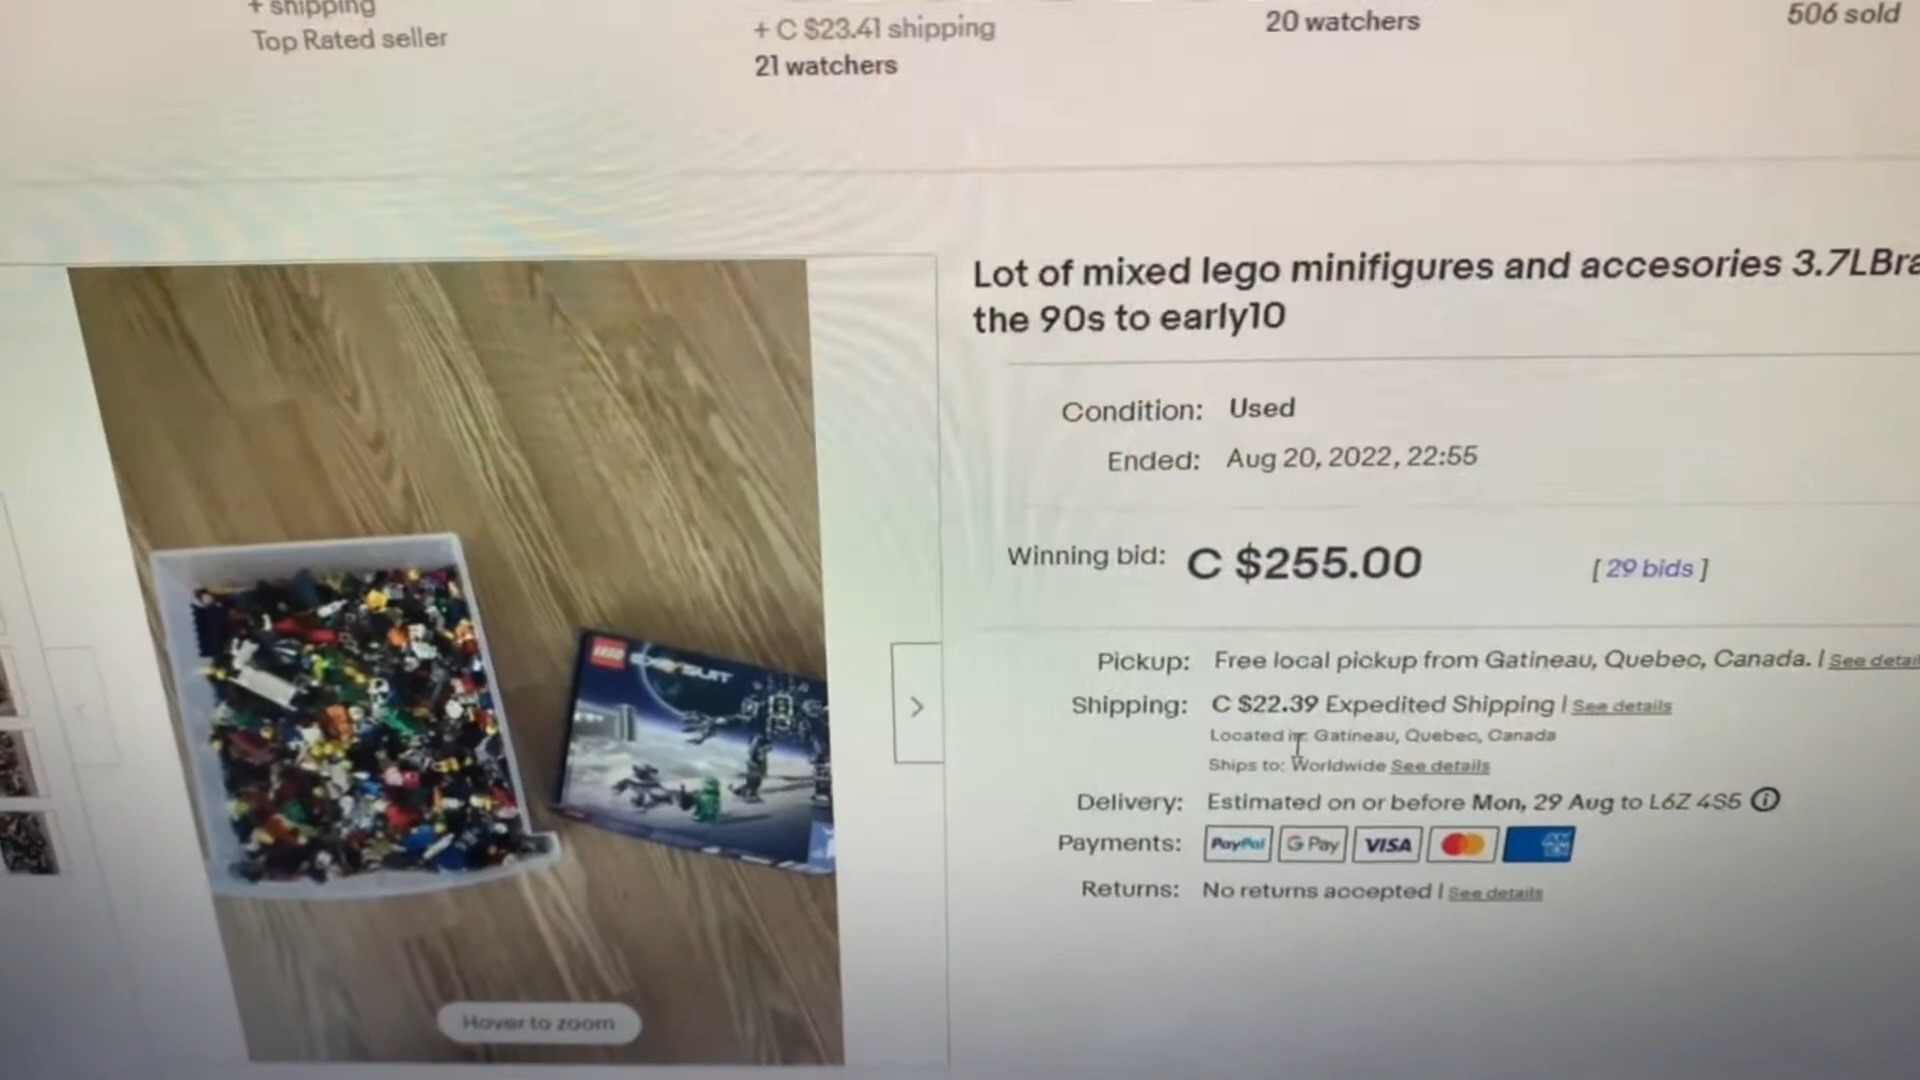 + shipping
Top Rated seller
+ C $23.41 shipping
21 watchers
20 watchers
506 sold
Lot of mixed lego minifigures and accesories 3.7LBra
the 90s to early10
Condition: Used
Ended: Aug 20, 2022, 22:55
Winning bid: C $255.00 [ 29 bids ]
Pickup: Free local pickup from Gatineau, Quebec, Canada. | See detail
Shipping: C $22.39 Expedited Shipping | See details
Located in: Gatineau, Quebec, Canada
Ships to: Worldwide See details
Delivery: Estimated on or before Mon, 29 Aug to L6Z 4S5
Payments: PayPal G Pay VISA
Returns: No returns accepted | See details
LEGO EXO SUIT
Hover to zoom